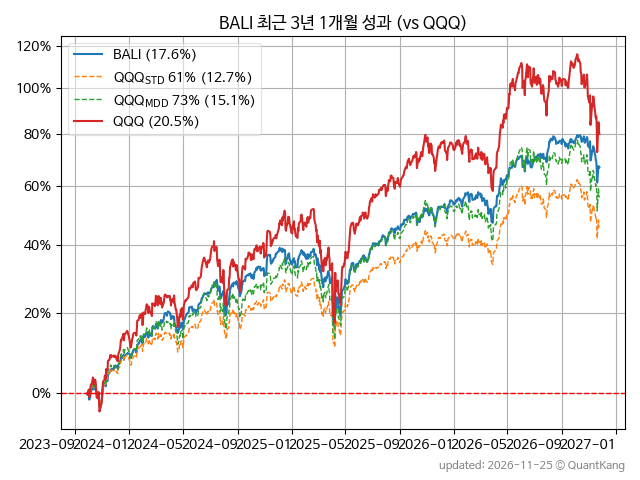 BALI 최근 3년 1개월 성과 (vs QQQ)
BALI (17.6%)
QQQSTD 61% (12.7%)
QQQMDD 73% (15.1%)
QQQ (20.5%)
120%
100%
80%
60%
40%
20%
0%
2023-09 2024-01 2024-05 2024-09 2025-01 2025-05 2025-09 2026-01 2026-05 2026-09 2027-01
updated: 2026-11-25 © QuantKang